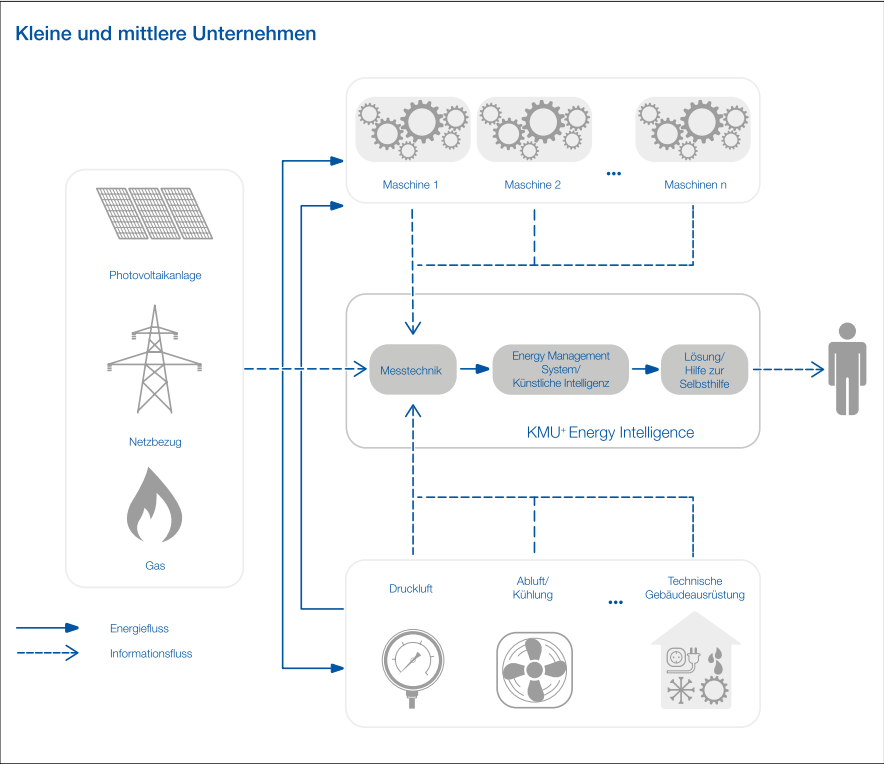 Kleine und mittlere Unternehmen
Maschine 1
Maschine 2
...
Maschinen n
Photovoltaikanlage
Netzbezug
Gas
Messtechnik
Energy Management
System/
Künstliche Intelligenz
Lösung/
Hilfe zur
Selbsthilfe
KMU+ Energy Intelligence
Druckluft
Abluft/
Kühlung
...
Technische
Gebäudeausrüstung
Energiefluss
Informationsfluss